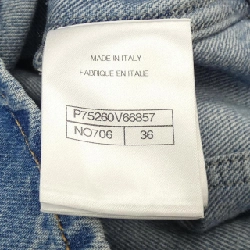 MADE IN ITALY
FABRIQUE EN ITALIE
P75280V66857
NO706 36